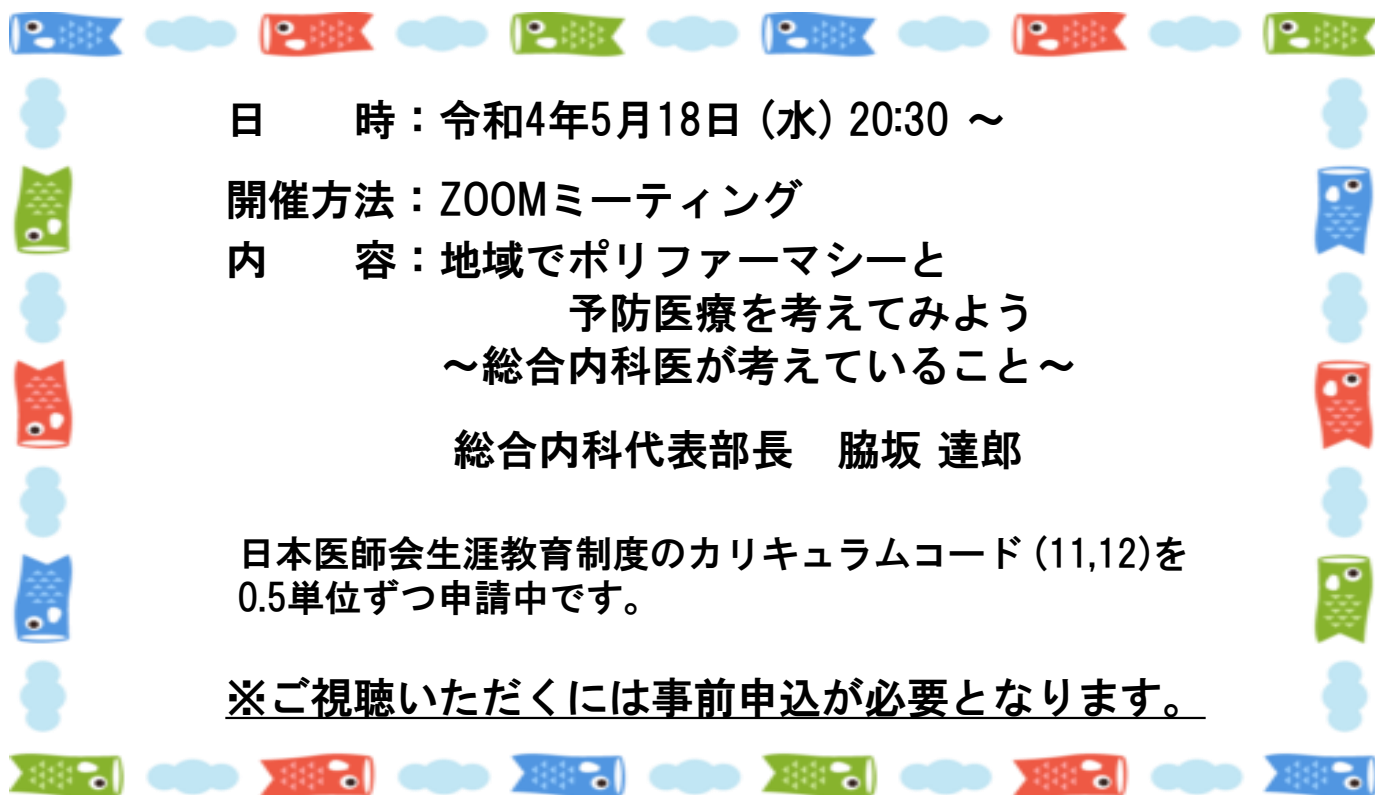 日　　時：令和4年5月18日（水）20:30 ～
開催方法：ZOOMミーティング
内　　容：地域でポリファーマシーと
予防医療を考えてみよう
～総合内科医が考えていること～
総合内科代表部長　脇坂 達郎
日本医師会生涯教育制度のカリキュラムコード(11,12)を
0.5単位ずつ申請中です。
※ご視聴いただくには事前申込が必要となります。